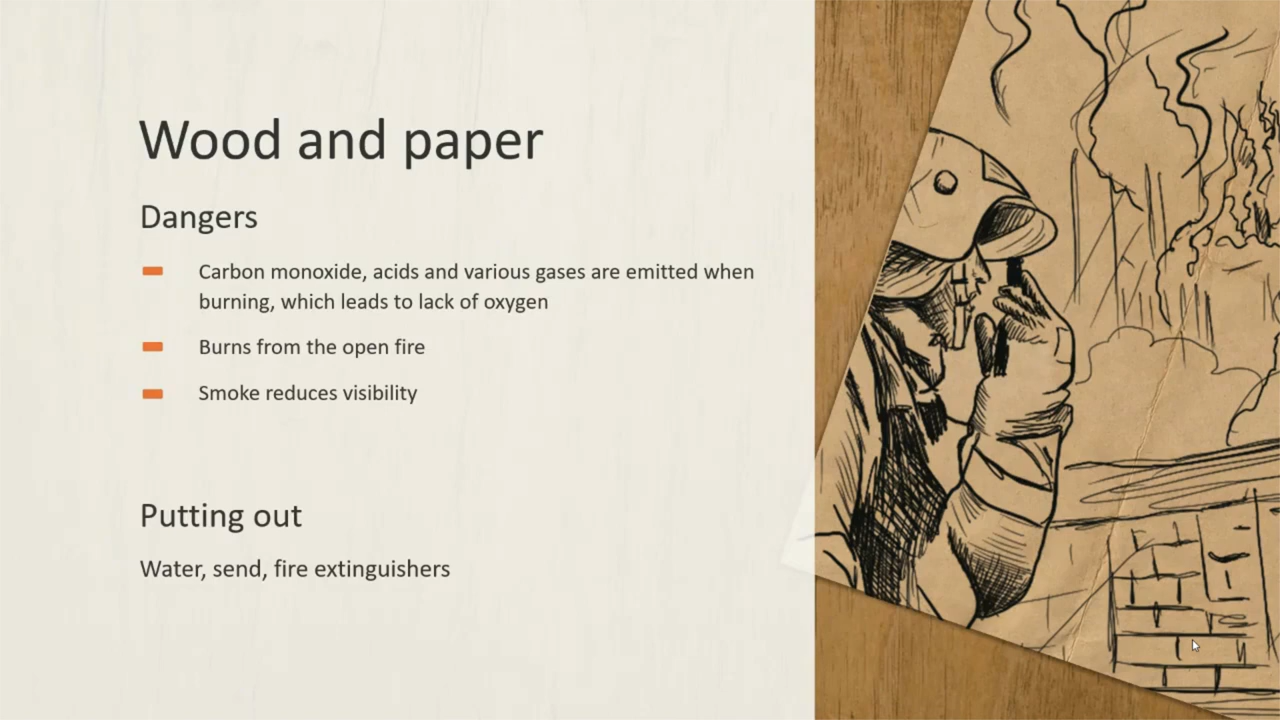 Wood and paper
Dangers
Carbon monoxide, acids and various gases are emitted when
burning, which leads to lack of oxygen
Burns from the open fire
Smoke reduces visibility
Putting out
Water, send, fire extinguishers